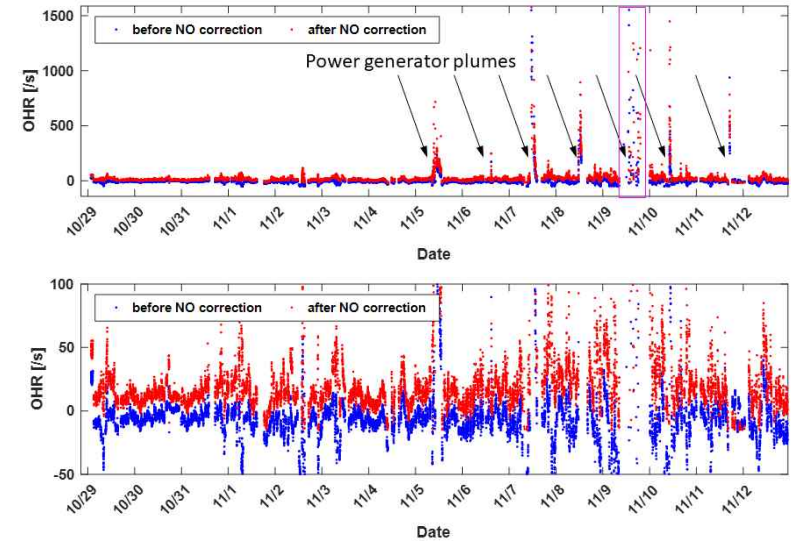 1500
before NO correction after NO correction
Power generator plumes
1000
500
0
OHR [/s]
10/29 10/30 10/31 11/1 11/2 11/3 11/4 11/5 11/6 11/7 11/8 11/9 11/10 11/11 11/12
Date
100
before NO correction after NO correction
50
0
-50
OHR [/s]
10/29 10/30 10/31 11/1 11/2 11/3 11/4 11/5 11/6 11/7 11/8 11/9 11/10 11/11 11/12
Date